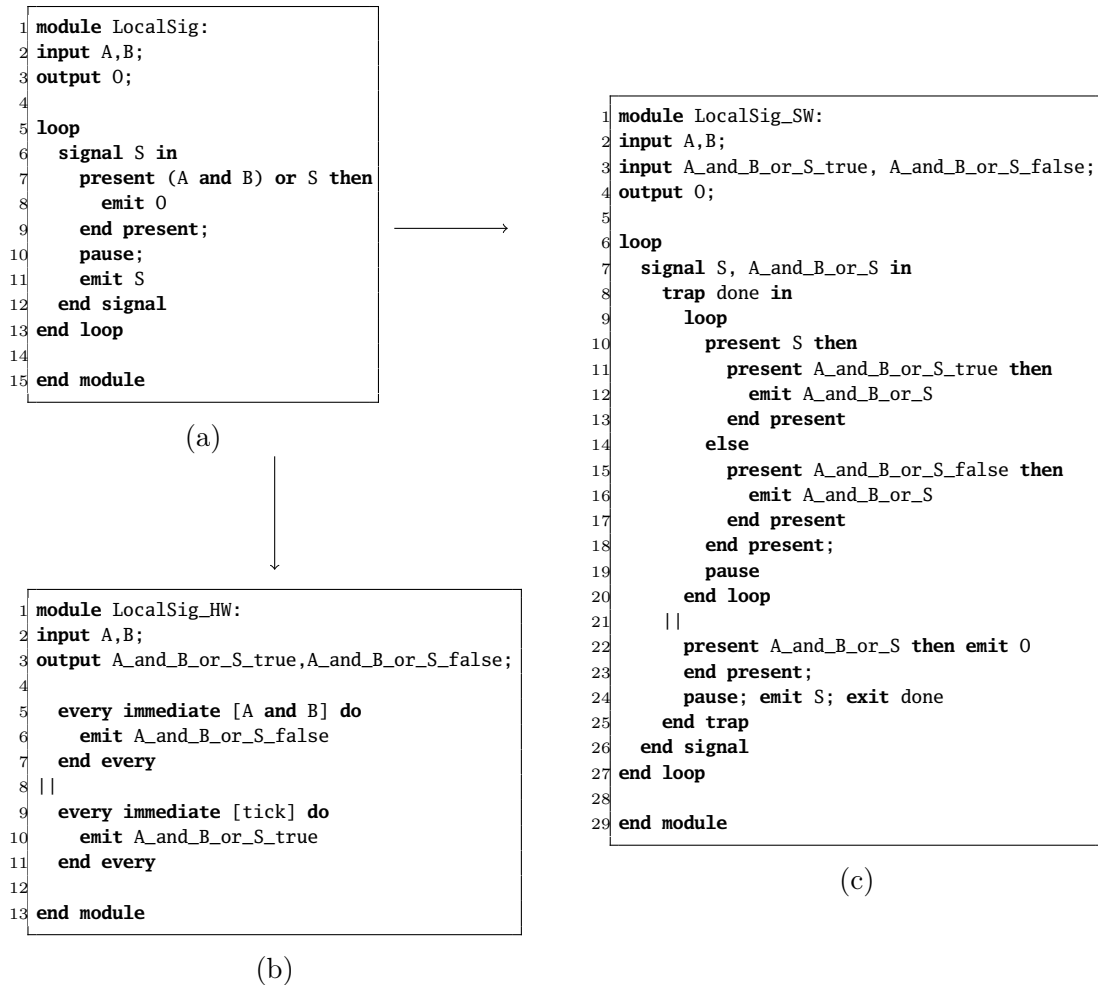 1 module LocalSig:
2 input A,B;
3 output O;
4
5 loop
6 signal S in
7 present (A and B) or S then
8 emit O
9 end present;
10 pause;
11 emit S
12 end signal
13 end loop
14
15 end module
(a)
1 module LocalSig_HW:
2 input A,B;
3 output A_and_B_or_S_true,A_and_B_or_S_false;
4
5 every immediate [A and B] do
6 emit A_and_B_or_S_false
7 end every
8 ||
9 every immediate [tick] do
10 emit A_and_B_or_S_true
11 end every
12
13 end module
(b)
1 module LocalSig_SW:
2 input A,B;
3 input A_and_B_or_S_true, A_and_B_or_S_false;
4 output O;
5
6 loop
7 signal S, A_and_B_or_S in
8 trap done in
9 loop
10 present S then
11 present A_and_B_or_S_true then
12 emit A_and_B_or_S
13 end present
14 else
15 present A_and_B_or_S_false then
16 emit A_and_B_or_S
17 end present
18 end present;
19 pause
20 end loop
21 ||
22 present A_and_B_or_S then emit O
23 end present;
24 pause; emit S; exit done
25 end trap
26 end signal
27 end loop
28
29 end module
(c)